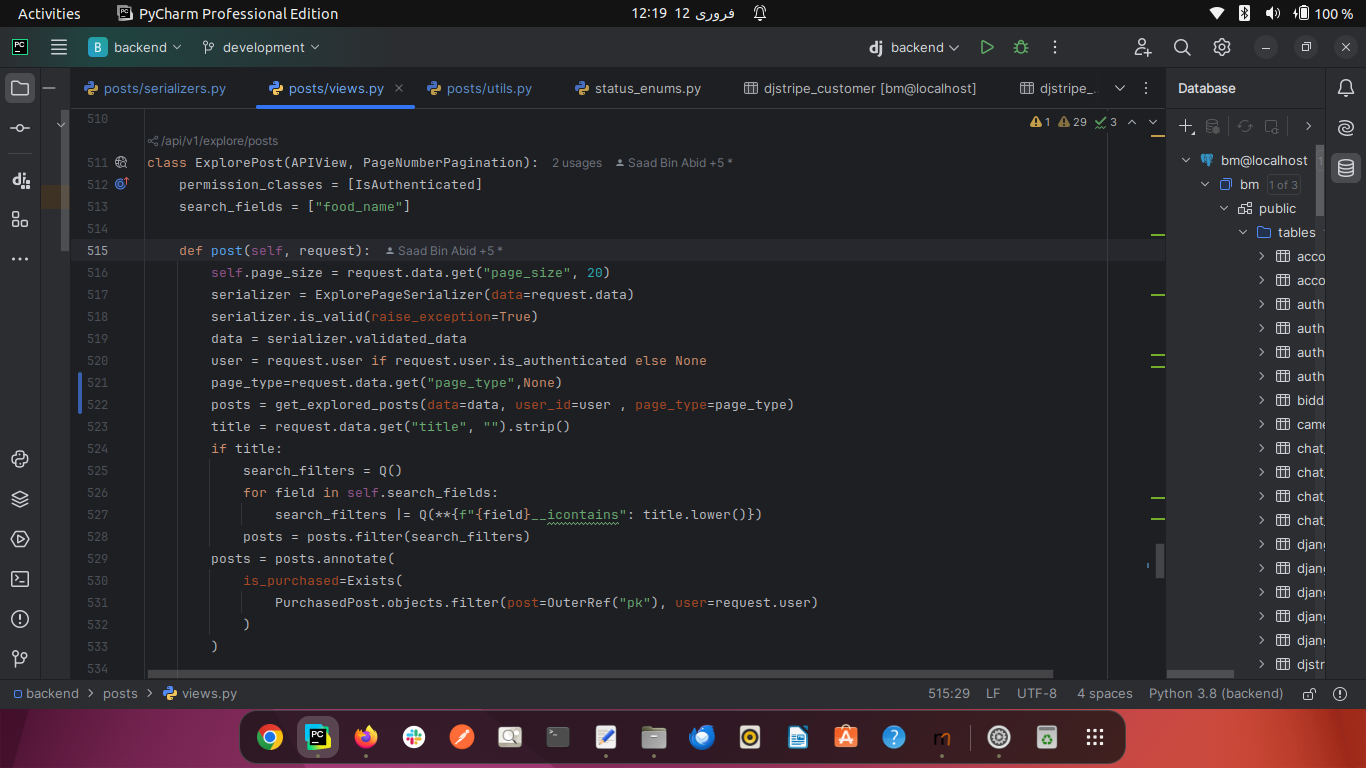 Activities
PyCharm Professional Edition
12:19 12 فروری
100 %
B backend
development
dj backend
posts/serializers.py
posts/views.py
posts/utils.py
status_enums.py
djstripe_customer [bm@localhost]
djstripe_...
Database
1 29 3
510
/api/v1/explore/posts
511 class ExplorePost(APIView, PageNumberPagination): 2 usages Saad Bin Abid +5 *
512 permission_classes = [IsAuthenticated]
513 search_fields = ["food_name"]
514
515 def post(self, request): Saad Bin Abid +5 *
516 self.page_size = request.data.get("page_size", 20)
517 serializer = ExplorePageSerializer(data=request.data)
518 serializer.is_valid(raise_exception=True)
519 data = serializer.validated_data
520 user = request.user if request.user.is_authenticated else None
521 page_type=request.data.get("page_type",None)
522 posts = get_explored_posts(data=data, user_id=user , page_type=page_type)
523 title = request.data.get("title", "").strip()
524 if title:
525 search_filters = Q()
526 for field in self.search_fields:
527 search_filters |= Q(**{f"{field}__icontains": title.lower()})
528 posts = posts.filter(search_filters)
529 posts = posts.annotate(
530 is_purchased=Exists(
531 PurchasedPost.objects.filter(post=OuterRef("pk"), user=request.user)
532 )
533 )
534
bm@localhost
bm 1 of 3
public
tables
acco
acco
auth
auth
auth
auth
bidd
came
chat_
chat_
chat_
chat_
djang
djang
djang
djang
djang
djstr
backend > posts > views.py
515:29 LF UTF-8 4 spaces Python 3.8 (backend)